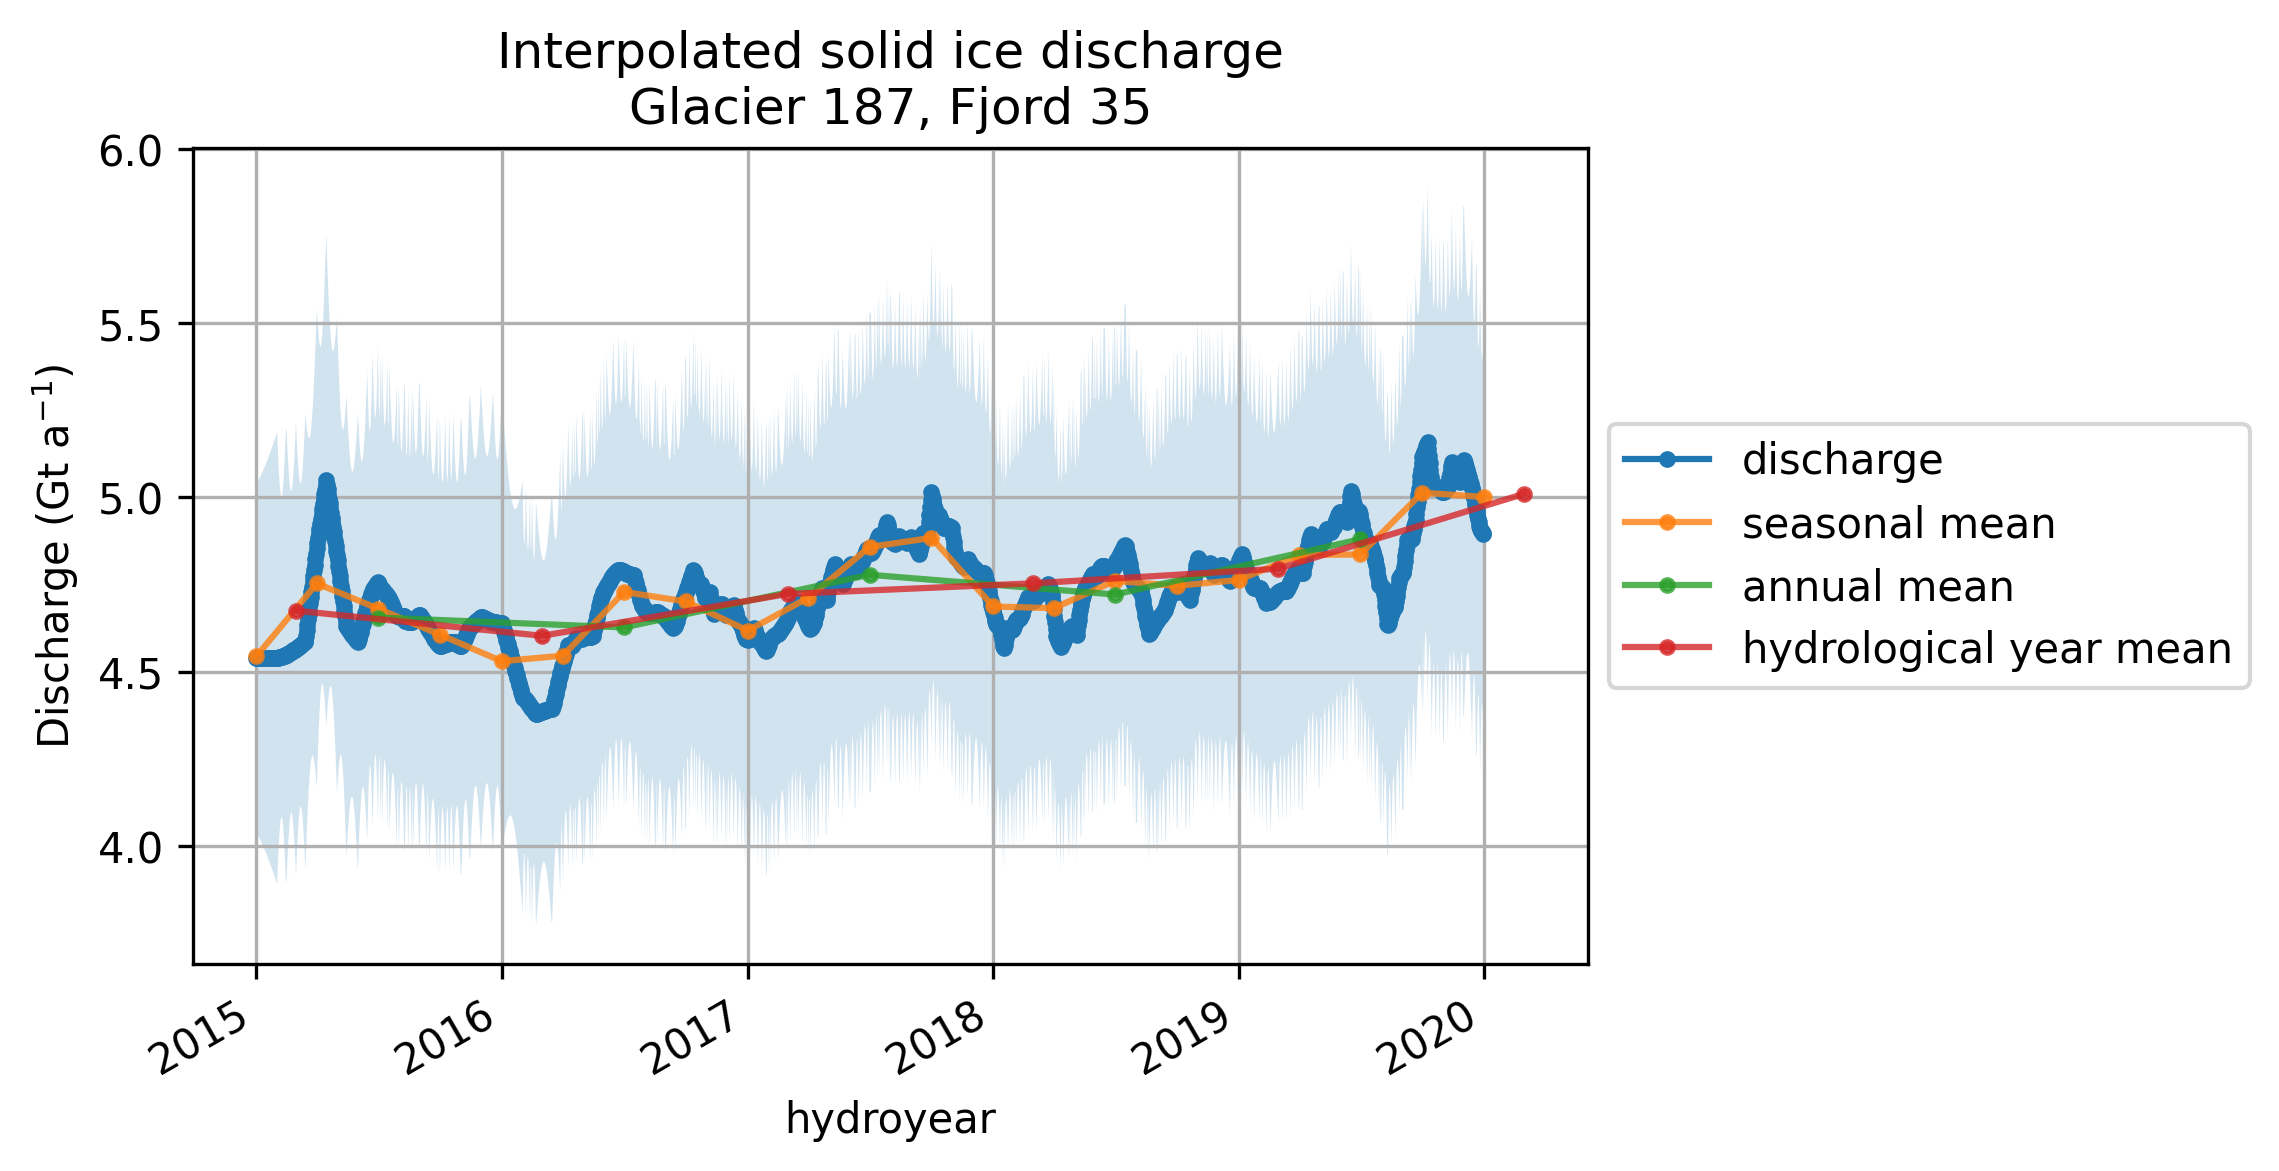 Interpolated solid ice discharge
Glacier 187, Fjord 35
Discharge (Gt a⁻¹)
6.0
5.5
5.0
4.5
4.0
2015
2016
2017
2018
2019
2020
hydroyear
discharge
seasonal mean
annual mean
hydrological year mean